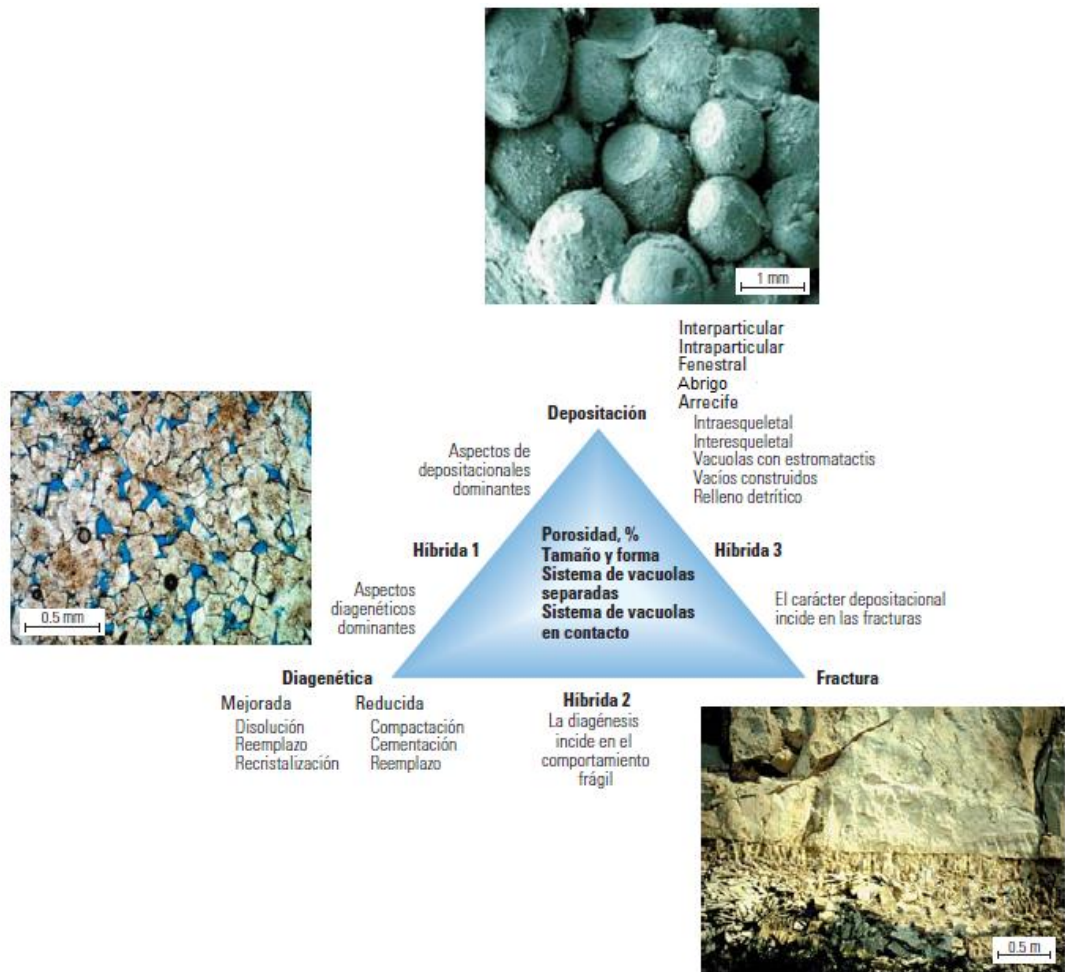 1 mm
Interparticular
Intraparticular
Fenestral
Abrigo
Arrecife
Intraesqueletal
Interesqueletal
Vacuolas con estromatactis
Vacíos construidos
Relleno detrítico
Depositación
Aspectos de
depositacionales
dominantes
Híbrida 1
Aspectos
diagenéticos
dominantes
0.5 mm
Porosidad, %
Tamaño y forma
Sistema de vacuolas
separadas
Sistema de vacuolas
en contacto
Híbrida 3
El carácter depositacional
incide en las fracturas
Diagenética
Mejorada
Disolución
Reemplazo
Recristalización
Reducida
Compactación
Cementación
Reemplazo
Híbrida 2
La diagénesis
incide en el
comportamiento
frágil
Fractura
0.5 m